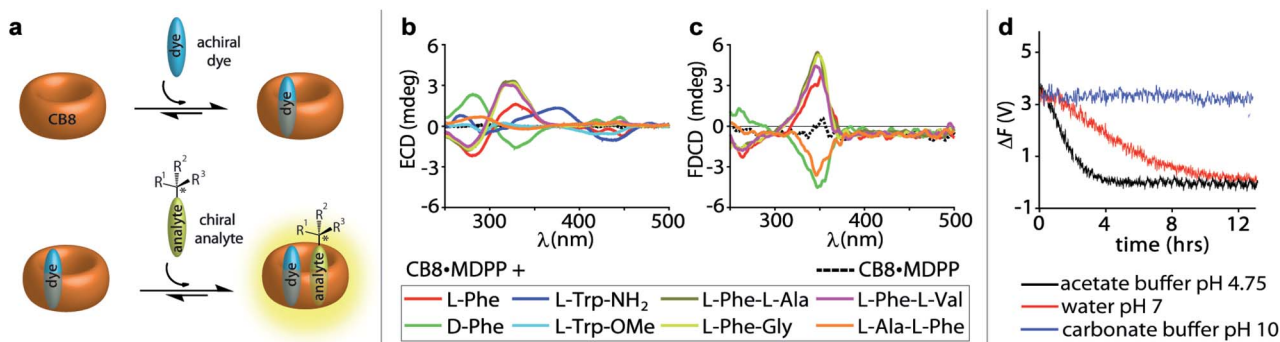 a
dye
achiral
dye
CB8
dye
R¹ R² R³
*
analyte
chiral
analyte
dye
R¹ R² R³
*
dye
analyte
b
ECD (mdeg)
6
3
0
-3
-6
300 400 500
λ(nm)
c
FDCD (mdeg)
6
3
0
-3
-6
300 400 500
λ(nm)
CB8•MDPP +
CB8•MDPP
L-Phe L-Trp-NH₂ L-Phe-L-Ala L-Phe-L-Val
D-Phe L-Trp-OMe L-Phe-Gly L-Ala-L-Phe
d
ΔF (V)
5
3
1
-1
0 4 8 12
time (hrs)
acetate buffer pH 4.75
water pH 7
carbonate buffer pH 10